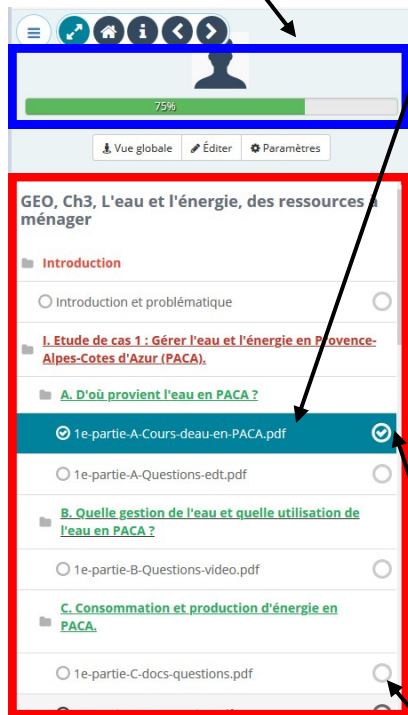 75%
Vue globale Éditer Paramètres
GEO, Ch3, L'eau et l'énergie, des ressources à
ménager
Introduction
Introduction et problématique
I. Etude de cas 1 : Gérer l'eau et l'énergie en Provence-
Alpes-Cotes d'Azur (PACA).
A. D'où provient l'eau en PACA ?
1e-partie-A-Cours-deau-en-PACA.pdf
1e-partie-A-Questions-edt.pdf
B. Quelle gestion de l'eau et quelle utilisation de
l'eau en PACA ?
1e-partie-B-Questions-video.pdf
C. Consommation et production d'énergie en
PACA.
1e-partie-C-docs-questions.pdf